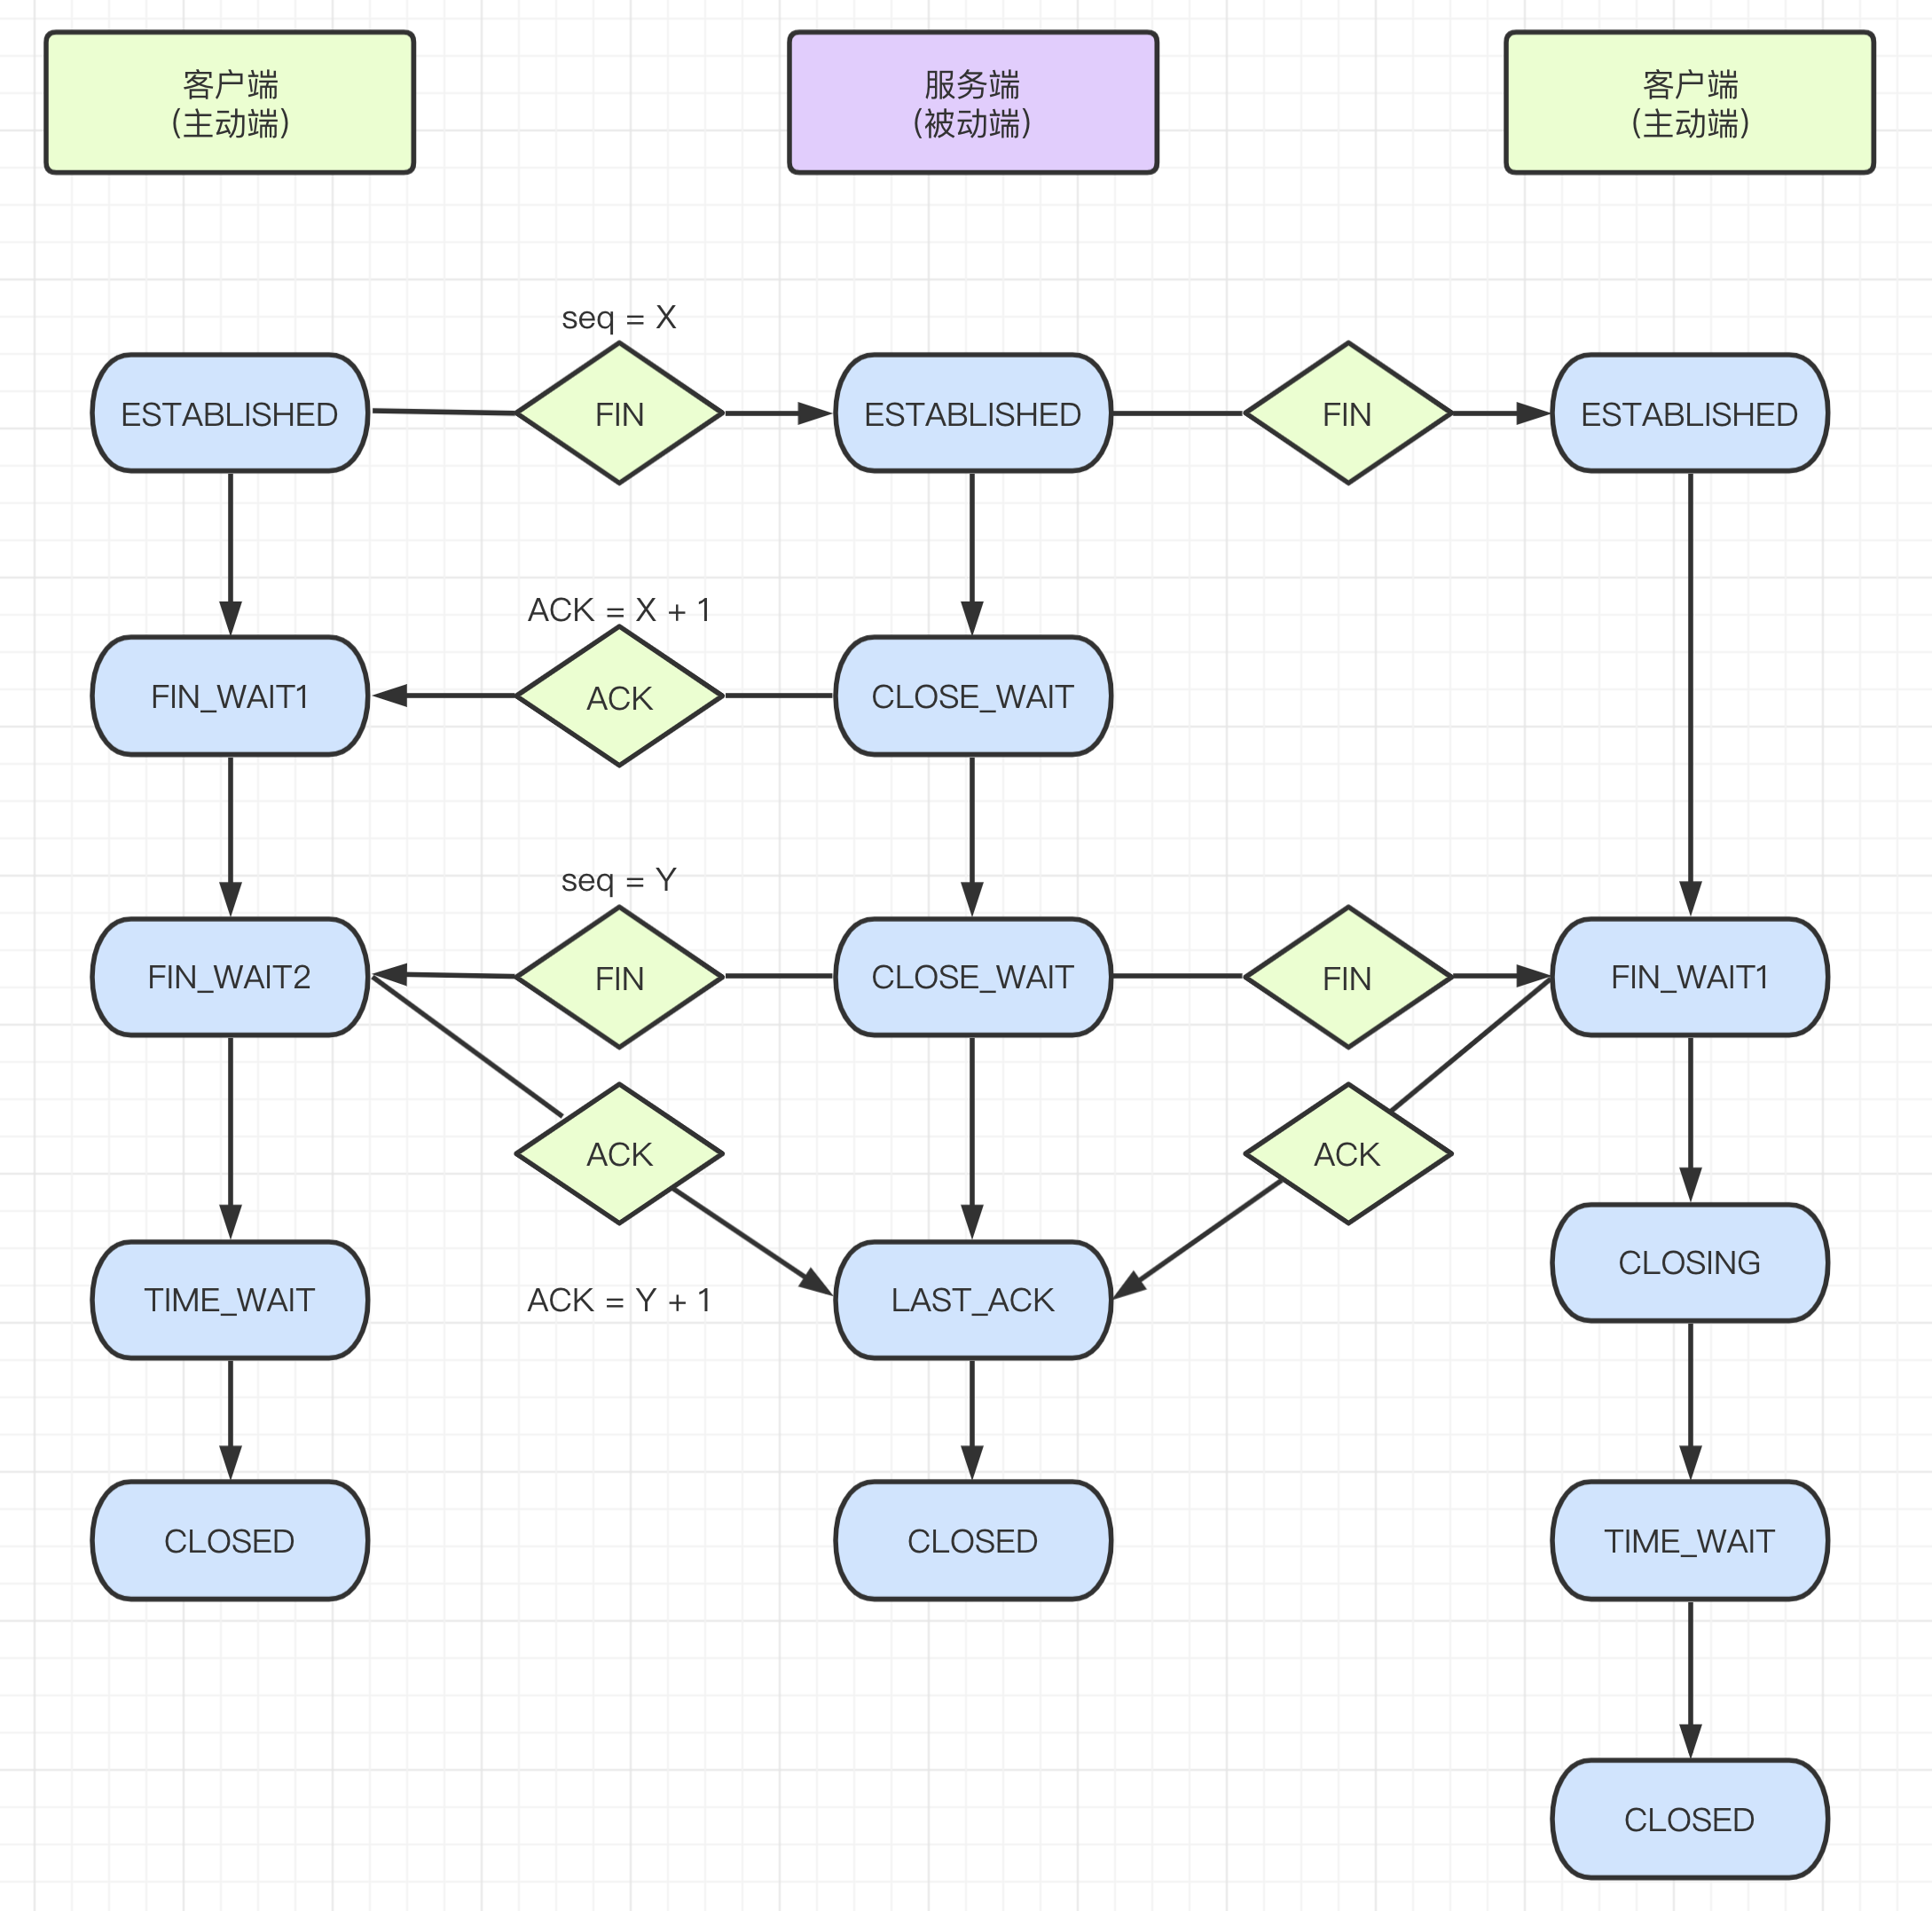 客户端
(主动端)
服务端
(被动端)
客户端
(主动端)
seq = X
ESTABLISHED
FIN
ESTABLISHED
FIN
ESTABLISHED
ACK = X + 1
FIN_WAIT1
ACK
CLOSE_WAIT
seq = Y
FIN_WAIT2
FIN
CLOSE_WAIT
FIN
FIN_WAIT1
ACK
ACK
CLOSING
TIME_WAIT
ACK = Y + 1
LAST_ACK
CLOSED
CLOSED
TIME_WAIT
CLOSED